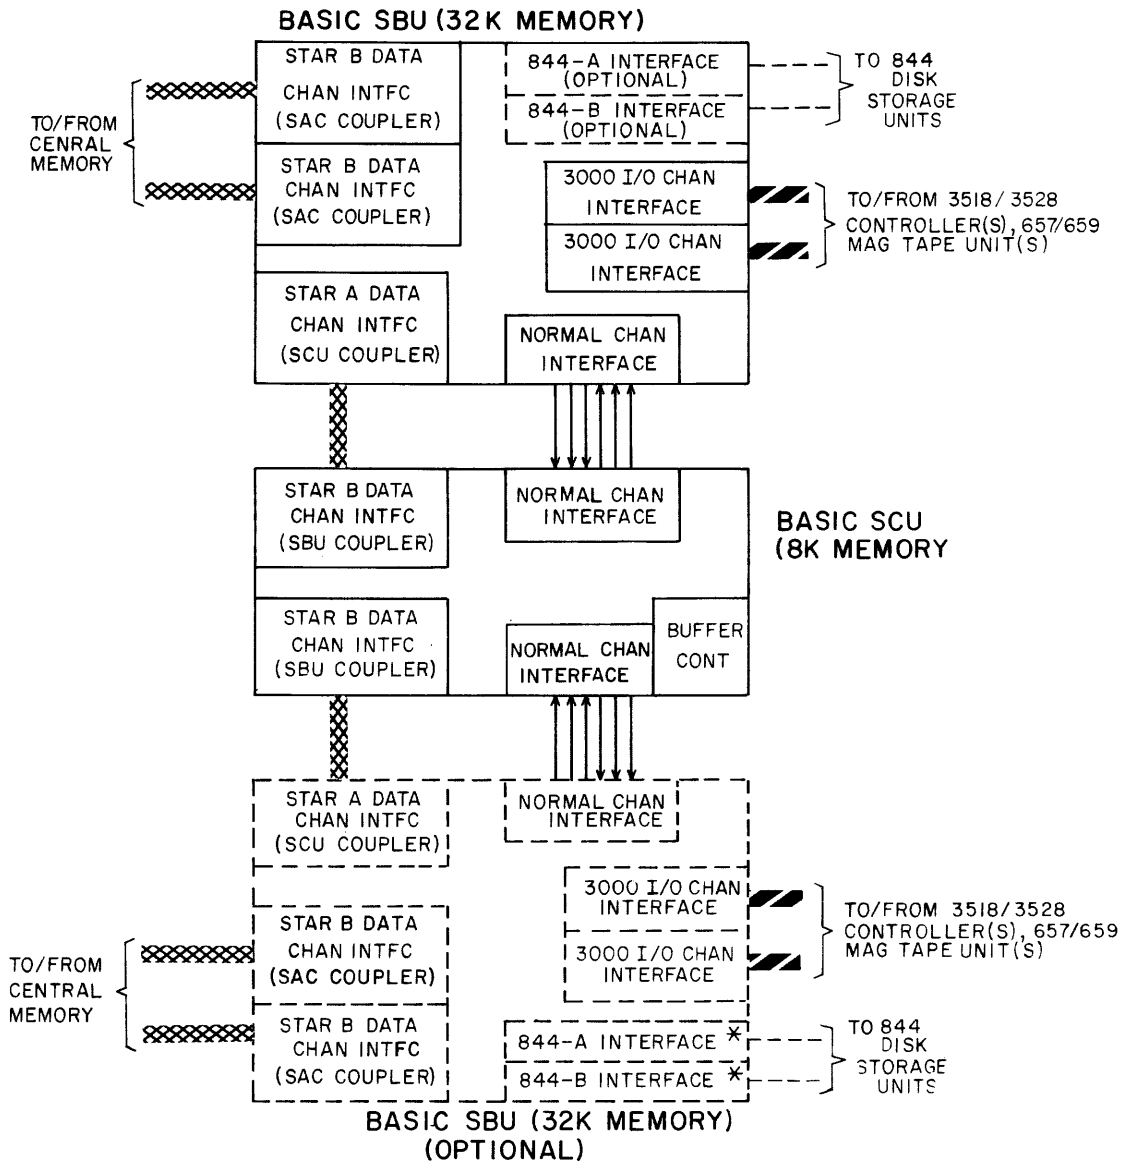 BASIC SBU (32K MEMORY)
STAR B DATA
CHAN INTFC
(SAC COUPLER)
844-A INTERFACE
(OPTIONAL)
844-B INTERFACE
(OPTIONAL)
TO 844
DISK
STORAGE
UNITS
TO/FROM
CENRAL
MEMORY
STAR B DATA
CHAN INTFC
(SAC COUPLER)
3000 I/O CHAN
INTERFACE
3000 I/O CHAN
INTERFACE
TO/FROM 3518/3528
CONTROLLER(S), 657/659
MAG TAPE UNIT(S)
STAR A DATA
CHAN INTFC
(SCU COUPLER)
NORMAL CHAN
INTERFACE
STAR B DATA
CHAN INTFC
(SBU COUPLER)
NORMAL CHAN
INTERFACE
BASIC SCU
(8K MEMORY
STAR B DATA
CHAN INTFC
(SBU COUPLER)
NORMAL CHAN
INTERFACE
BUFFER
CONT
STAR A DATA
CHAN INTFC
(SCU COUPLER)
NORMAL CHAN
INTERFACE
3000 I/O CHAN
INTERFACE
3000 I/O CHAN
INTERFACE
TO/FROM 3518/3528
CONTROLLER(S), 657/659
MAG TAPE UNIT(S)
STAR B DATA
CHAN INTFC
(SAC COUPLER)
TO/FROM
CENTRAL
MEMORY
STAR B DATA
CHAN INTFC
(SAC COUPLER)
844-A INTERFACE *
844-B INTERFACE *
TO 844
DISK
STORAGE
UNITS
BASIC SBU (32K MEMORY)
(OPTIONAL)